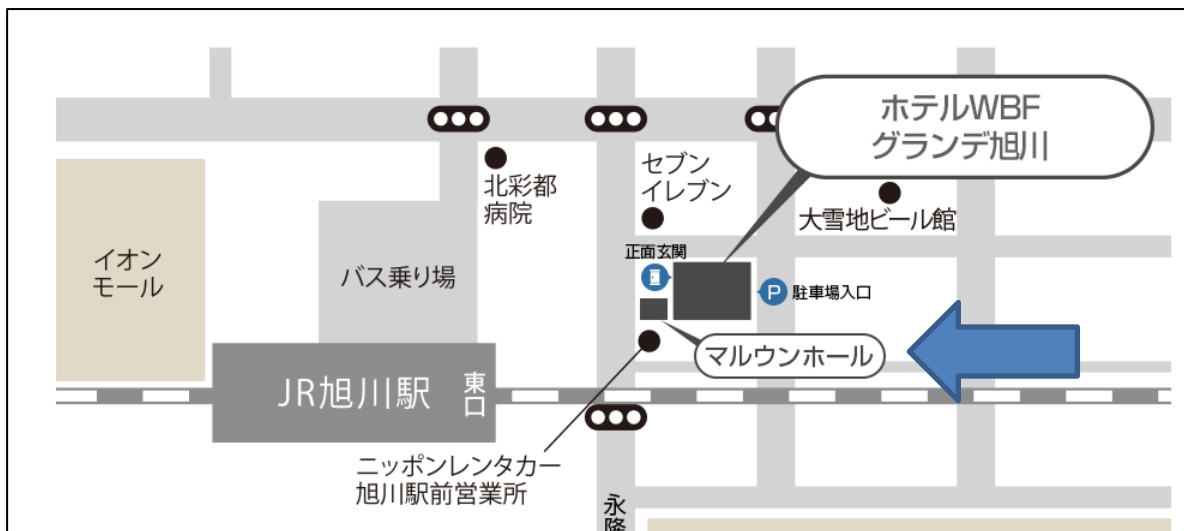 ホテルWBF
グランデ旭川
北彩都
病院
セブン
イレブン
大雪地ビール館
イオン
モール
バス乗り場
正面玄関
P
駐車場入口
マルウンホール
JR旭川駅
東口
ニッポンレンタカー
旭川駅前営業所
永隆